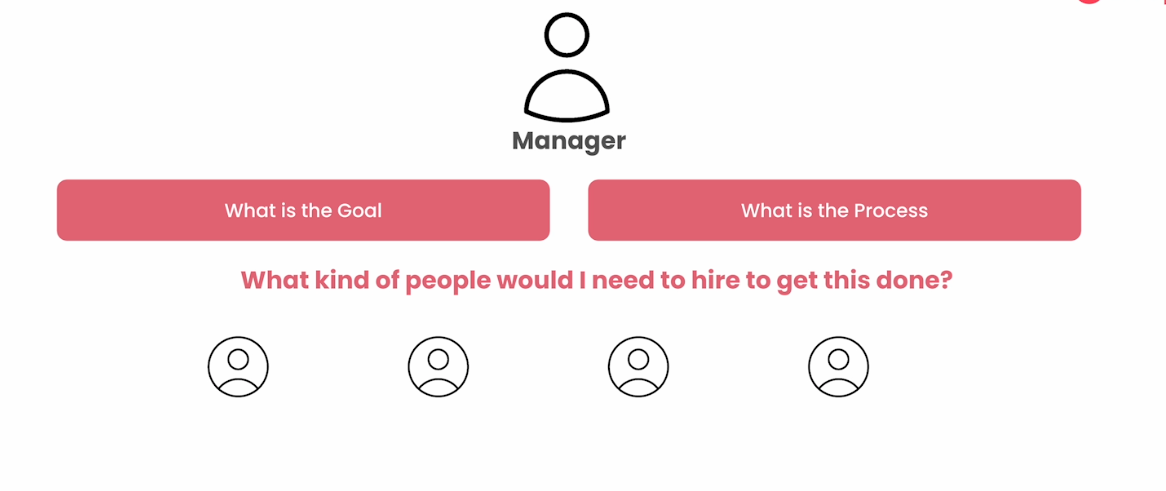 Manager
What is the Goal
What is the Process
What kind of people would I need to hire to get this done?